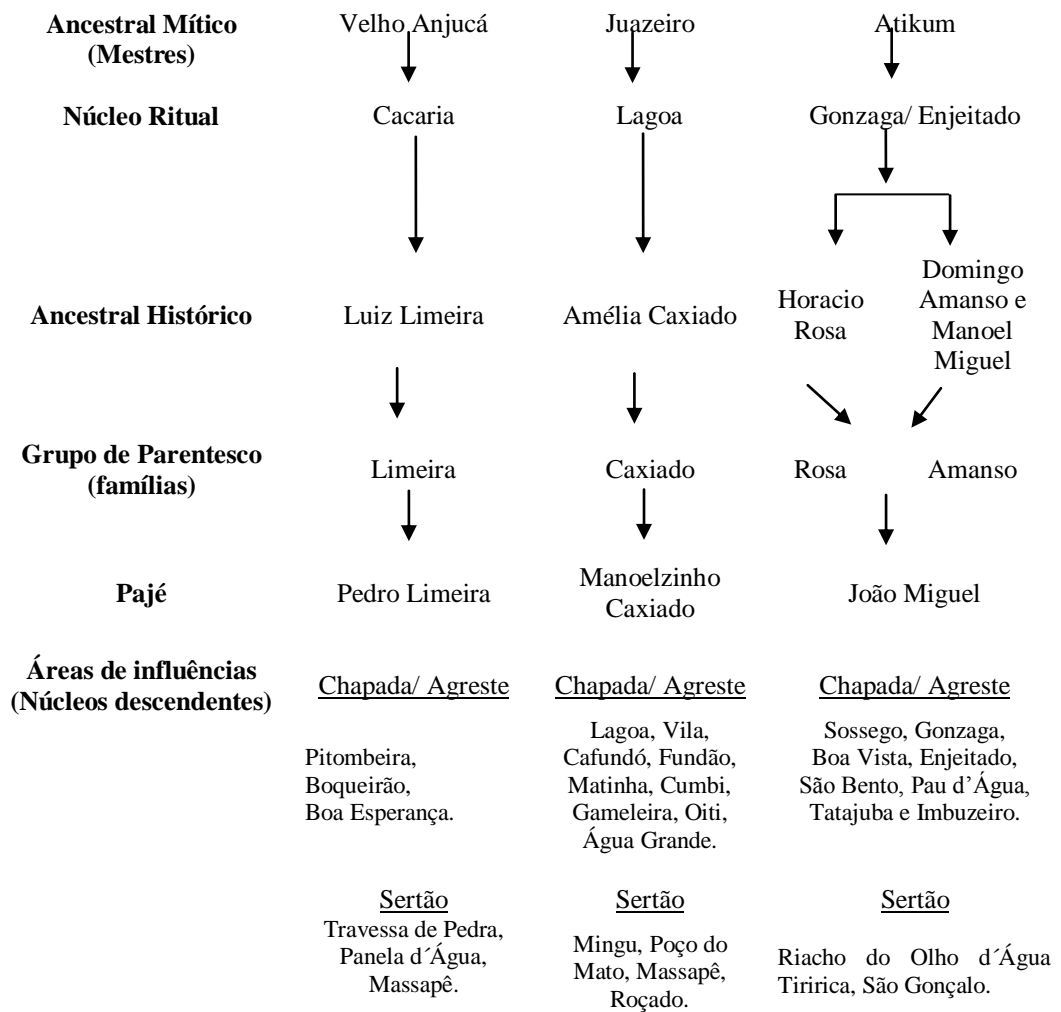 Ancestral Mítico
(Mestres)
Velho Anjucá
Juazeiro
Atikum
Núcleo Ritual
Cacaria
Lagoa
Gonzaga/ Enjeitado
Ancestral Histórico
Luiz Limeira
Amélia Caxiado
Horacio
Rosa
Domingo
Amanso e
Manoel
Miguel
Grupo de Parentesco
(famílias)
Limeira
Caxiado
Rosa
Amanso
Pajé
Pedro Limeira
Manoelzinho
Caxiado
João Miguel
Áreas de influências
(Núcleos descendentes)
Chapada/ Agreste
Pitombeira,
Boqueirão,
Boa Esperança.
Chapada/ Agreste
Lagoa, Vila,
Cafundó, Fundão,
Matinha, Cumbi,
Gameleira, Oiti,
Água Grande.
Chapada/ Agreste
Sossego, Gonzaga,
Boa Vista, Enjeitado,
São Bento, Pau d’Água,
Tatajuba e Imbuzeiro.
Sertão
Travessa de Pedra,
Panela d´Água,
Massapê.
Sertão
Mingu, Poço do
Mato, Massapê,
Roçado.
Sertão
Riacho do Olho d´Água
Tiririca, São Gonçalo.